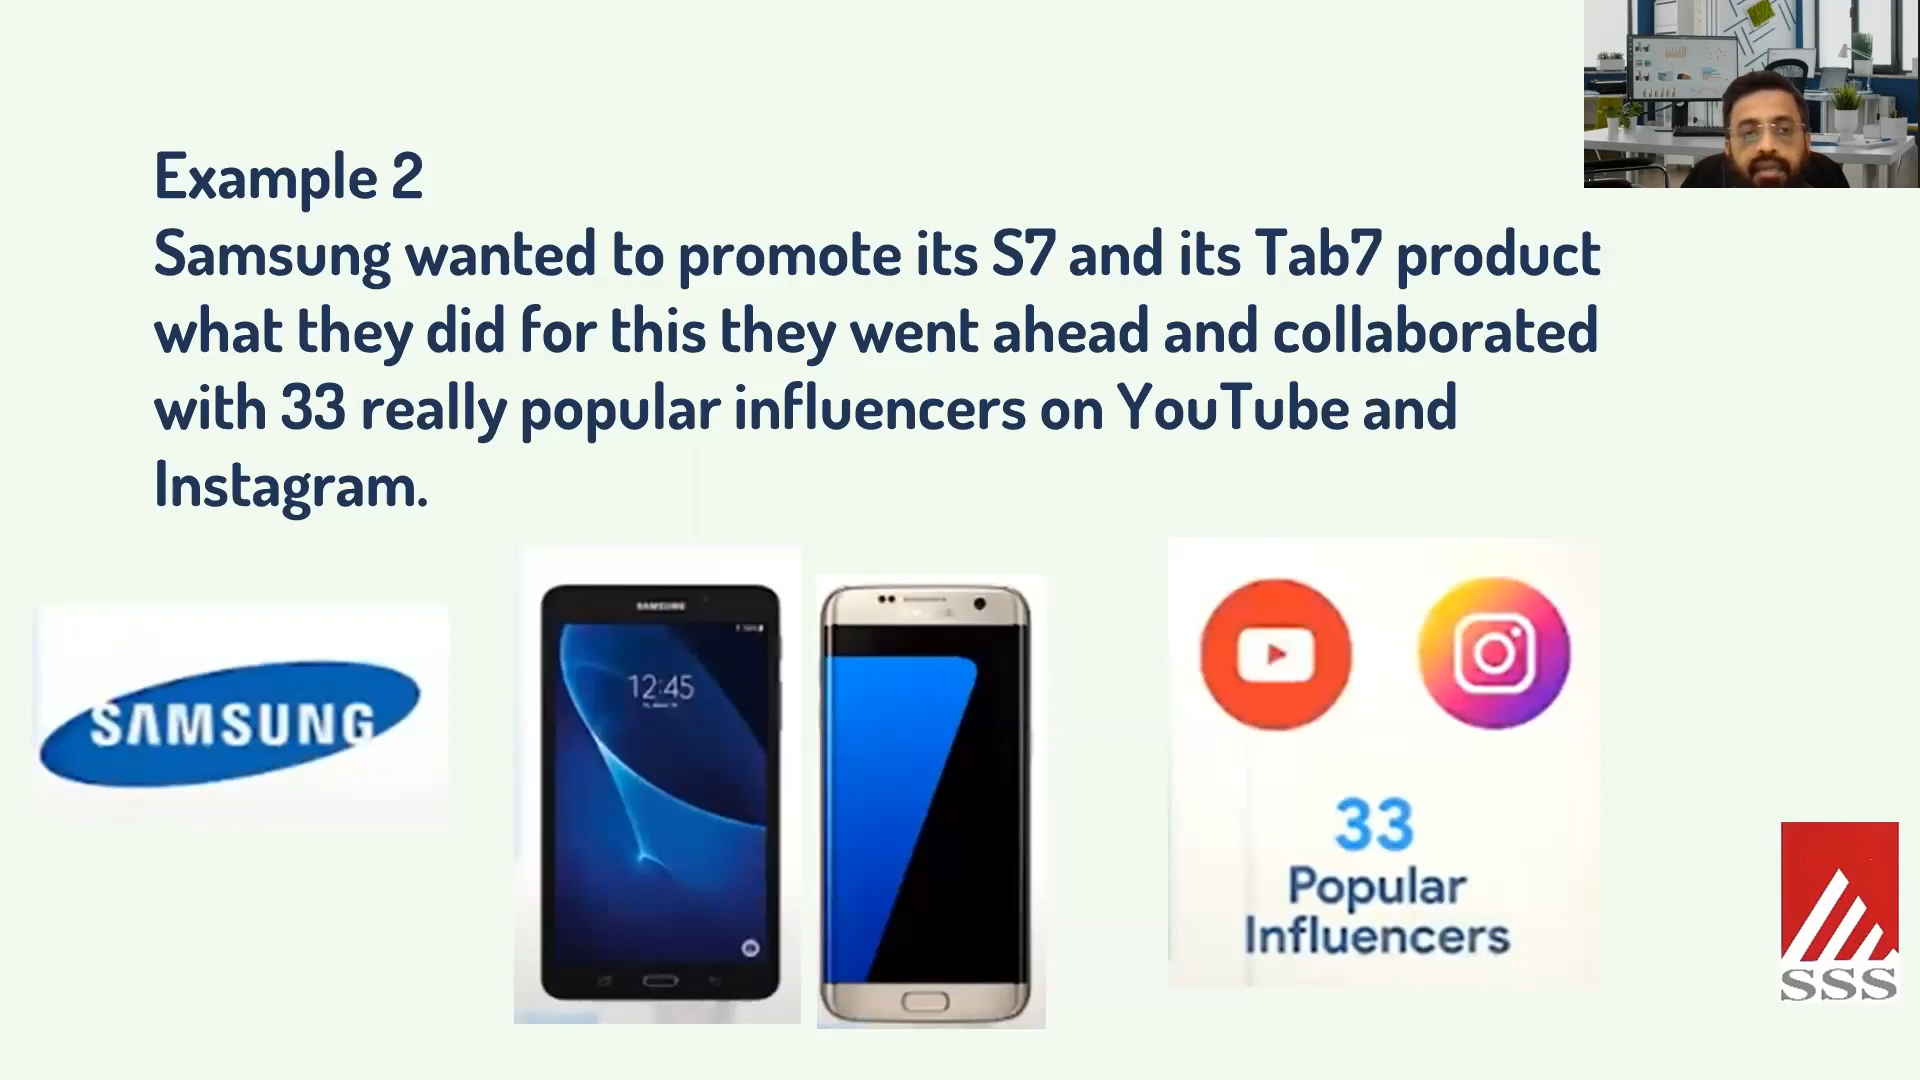 Example 2
Samsung wanted to promote its S7 and its Tab7 product
what they did for this they went ahead and collaborated
with 33 really popular influencers on YouTube and
Instagram.
SAMSUNG
SAMSUNG
12:45
33
Popular
Influencers
SSS